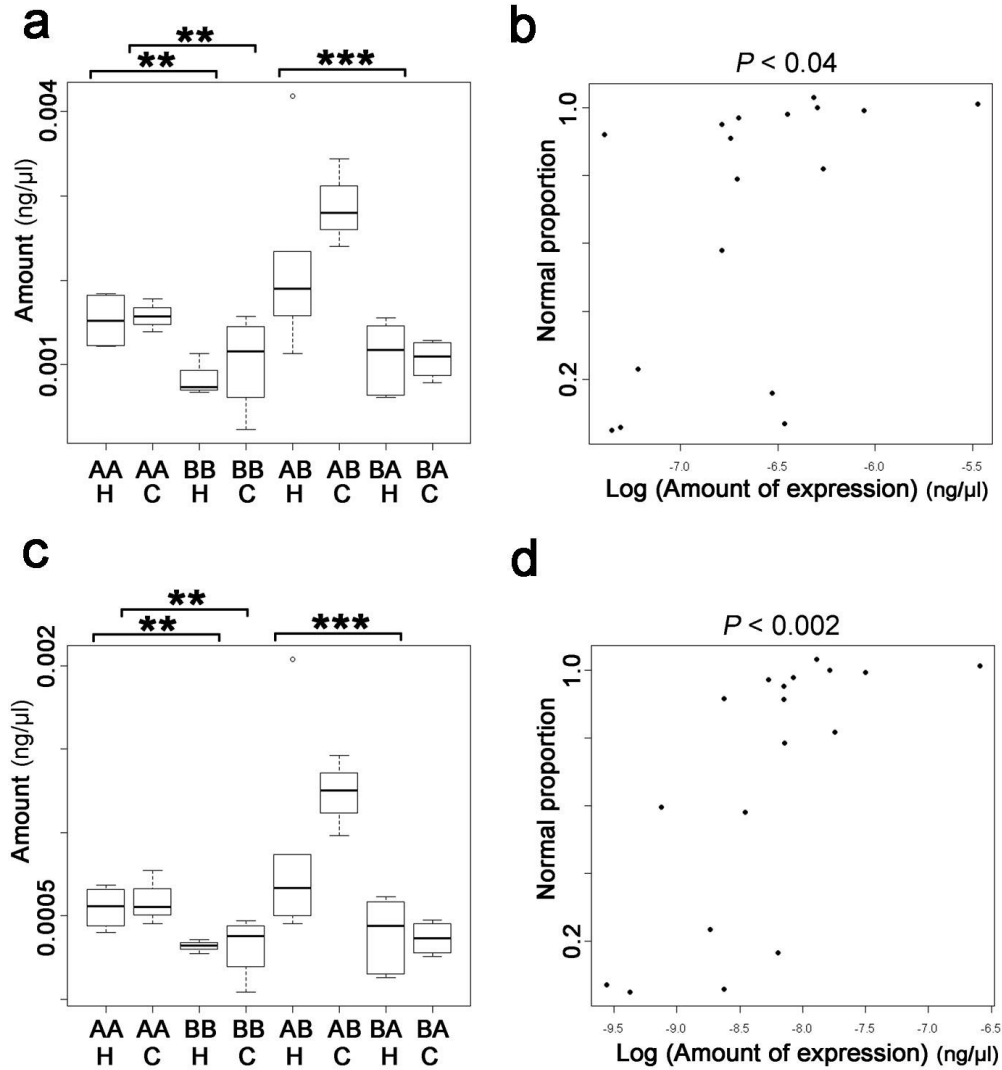 a
**
**
***
0.004
0.001
Amount (ng/μl)
AA AA BB BB AB AB BA BA
H C H C H C H C
b
P < 0.04
1.0
0.2
Normal proportion
-7.0 -6.5 -6.0 -5.5
Log (Amount of expression) (ng/μl)
c
**
**
***
0.002
0.0005
Amount (ng/μl)
AA AA BB BB AB AB BA BA
H C H C H C H C
d
P < 0.002
1.0
0.2
Normal proportion
-9.5 -9.0 -8.5 -8.0 -7.5 -7.0 -6.5
Log (Amount of expression) (ng/μl)